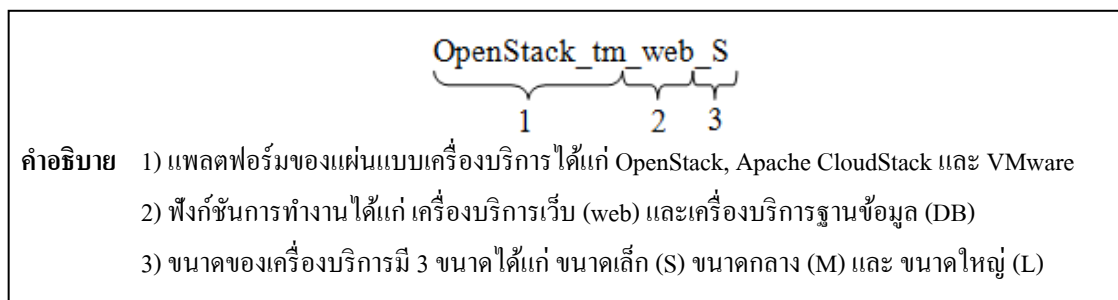 OpenStack_tm_web_S
1 2 3
คำอธิบาย 1) แพลตฟอร์มของแผ่นแบบเครื่องบริการ ได้แก่ OpenStack, Apache CloudStack และ VMware
2) ฟังก์ชันการทำงานได้แก่ เครื่องบริการเว็บ (web) และเครื่องบริการฐานข้อมูล (DB)
3) ขนาดของเครื่องบริการมี 3 ขนาดได้แก่ ขนาดเล็ก (S) ขนาดกลาง (M) และ ขนาดใหญ่ (L)